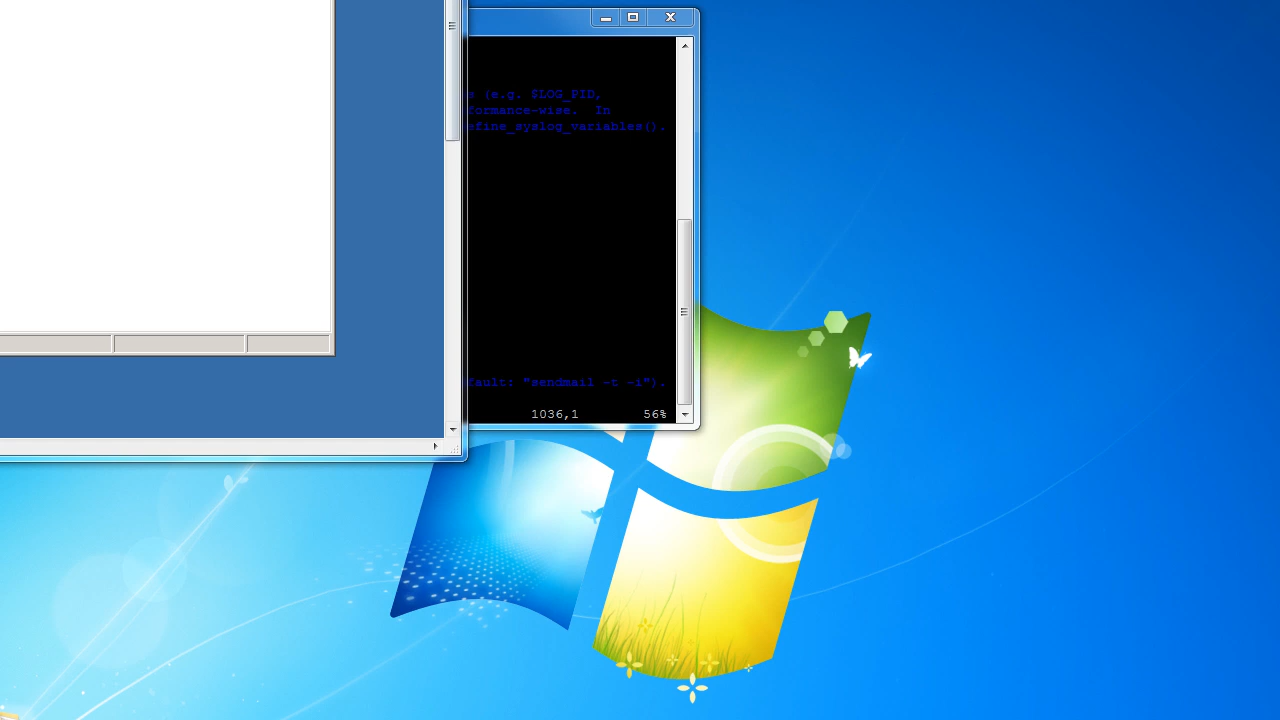 (e.g. $LOG_PID,
formance-wise.  In
efine_syslog_variables().
fault: "sendmail -t -i").
1036,1 56%